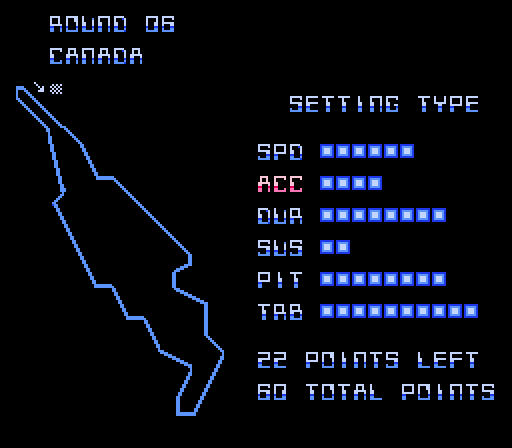 ROUND 06
CANADA
SETTING TYPE
SPD
ACC
DUR
SUS
PIT
TAB
22 POINTS LEFT
60 TOTAL POINTS